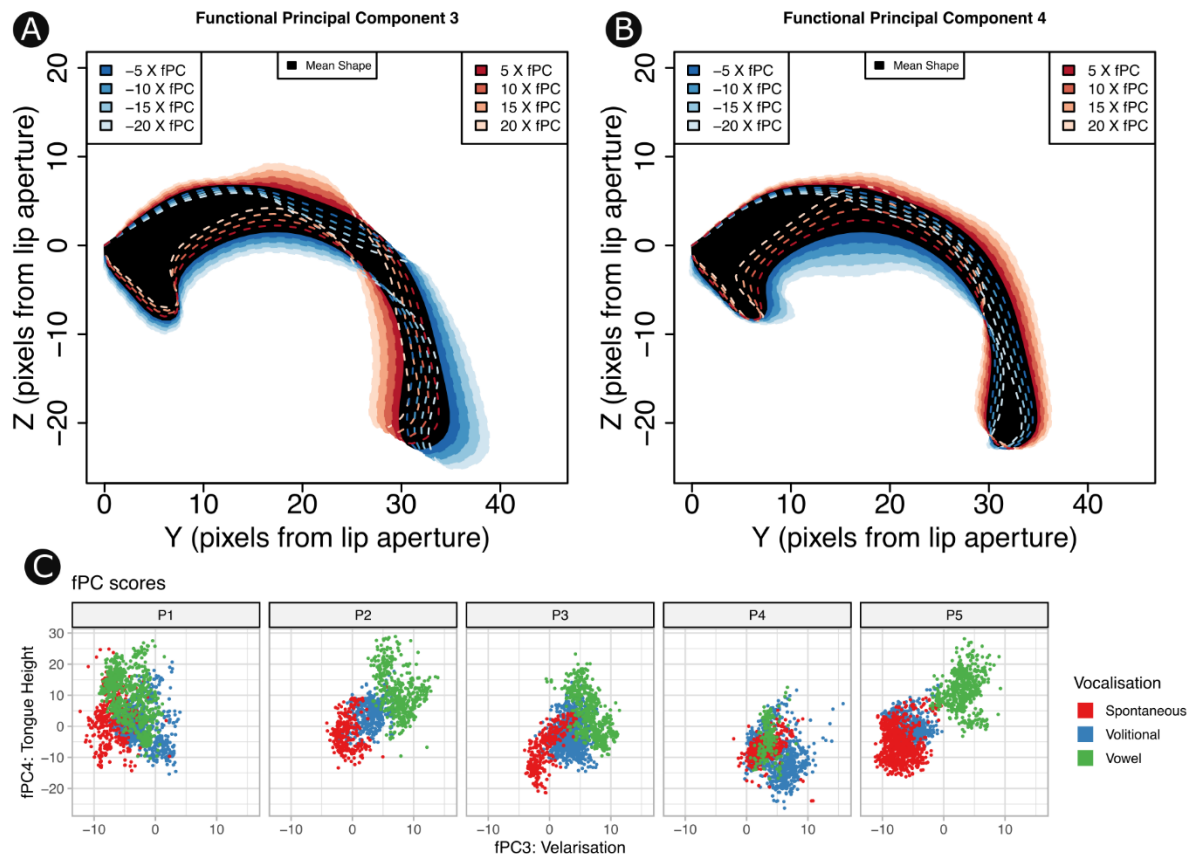 A
Functional Principal Component 3
−5 X fPC
−10 X fPC
−15 X fPC
−20 X fPC
Mean Shape
5 X fPC
10 X fPC
15 X fPC
20 X fPC
20
10
0
−10
−20
Z (pixels from lip aperture)
0 10 20 30 40
Y (pixels from lip aperture)
B
Functional Principal Component 4
−5 X fPC
−10 X fPC
−15 X fPC
−20 X fPC
Mean Shape
5 X fPC
10 X fPC
15 X fPC
20 X fPC
20
10
0
−10
−20
Z (pixels from lip aperture)
0 10 20 30 40
Y (pixels from lip aperture)
C
fPC scores
P1 P2 P3 P4 P5
30
20
10
0
−10
−20
fPC4: Tongue Height
−10 0 10 −10 0 10 −10 0 10 −10 0 10 −10 0 10
fPC3: Velarisation
Vocalisation
Spontaneous
Volitional
Vowel